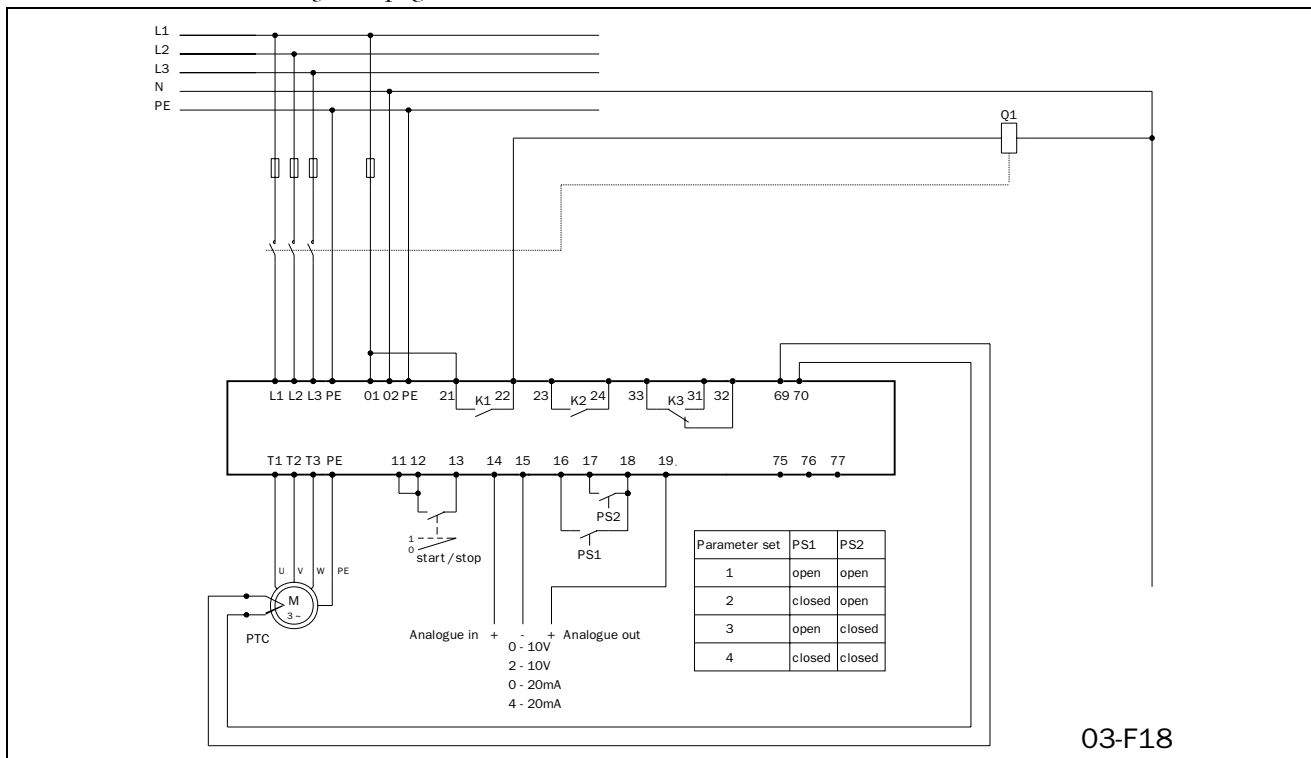 L1
L2
L3
N
PE
Q1
L1 L2 L3 PE 01 02 PE 21 K1 22 23 K2 24 33 K3 31 32 69 70
T1 T2 T3 PE 11 12 13 14 15 16 17 18 19. 75 76 77
PS2
PS1
1
0
start/stop
U V W PE
M
3~
PTC
Analogue in + - + Analogue out
0 - 10V
2 - 10V
0 - 20mA
4 - 20mA
Parameter set PS1 PS2
1 open open
2 closed open
3 open closed
4 closed closed
03-F18